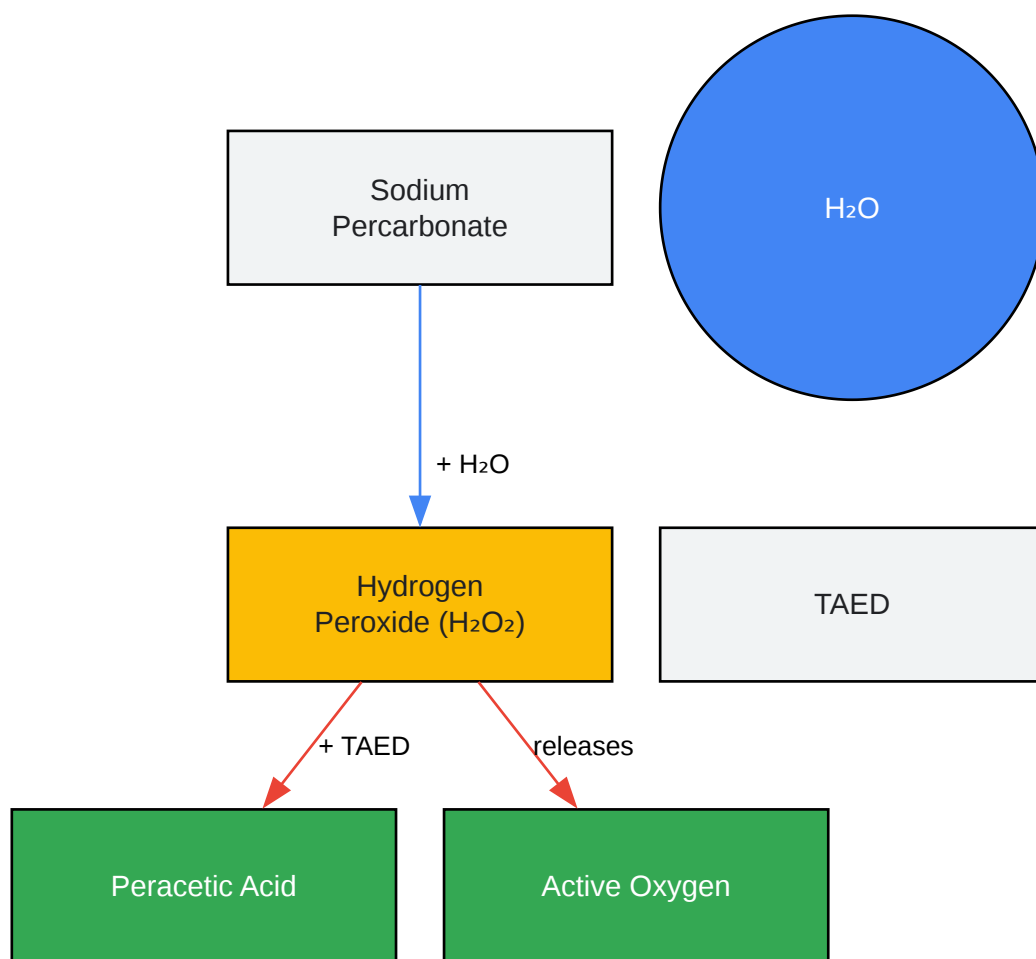 Sodium
Percarbonate
H₂O
+ H₂O
Hydrogen
Peroxide (H₂O₂)
TAED
+ TAED
releases
Peracetic Acid
Active Oxygen